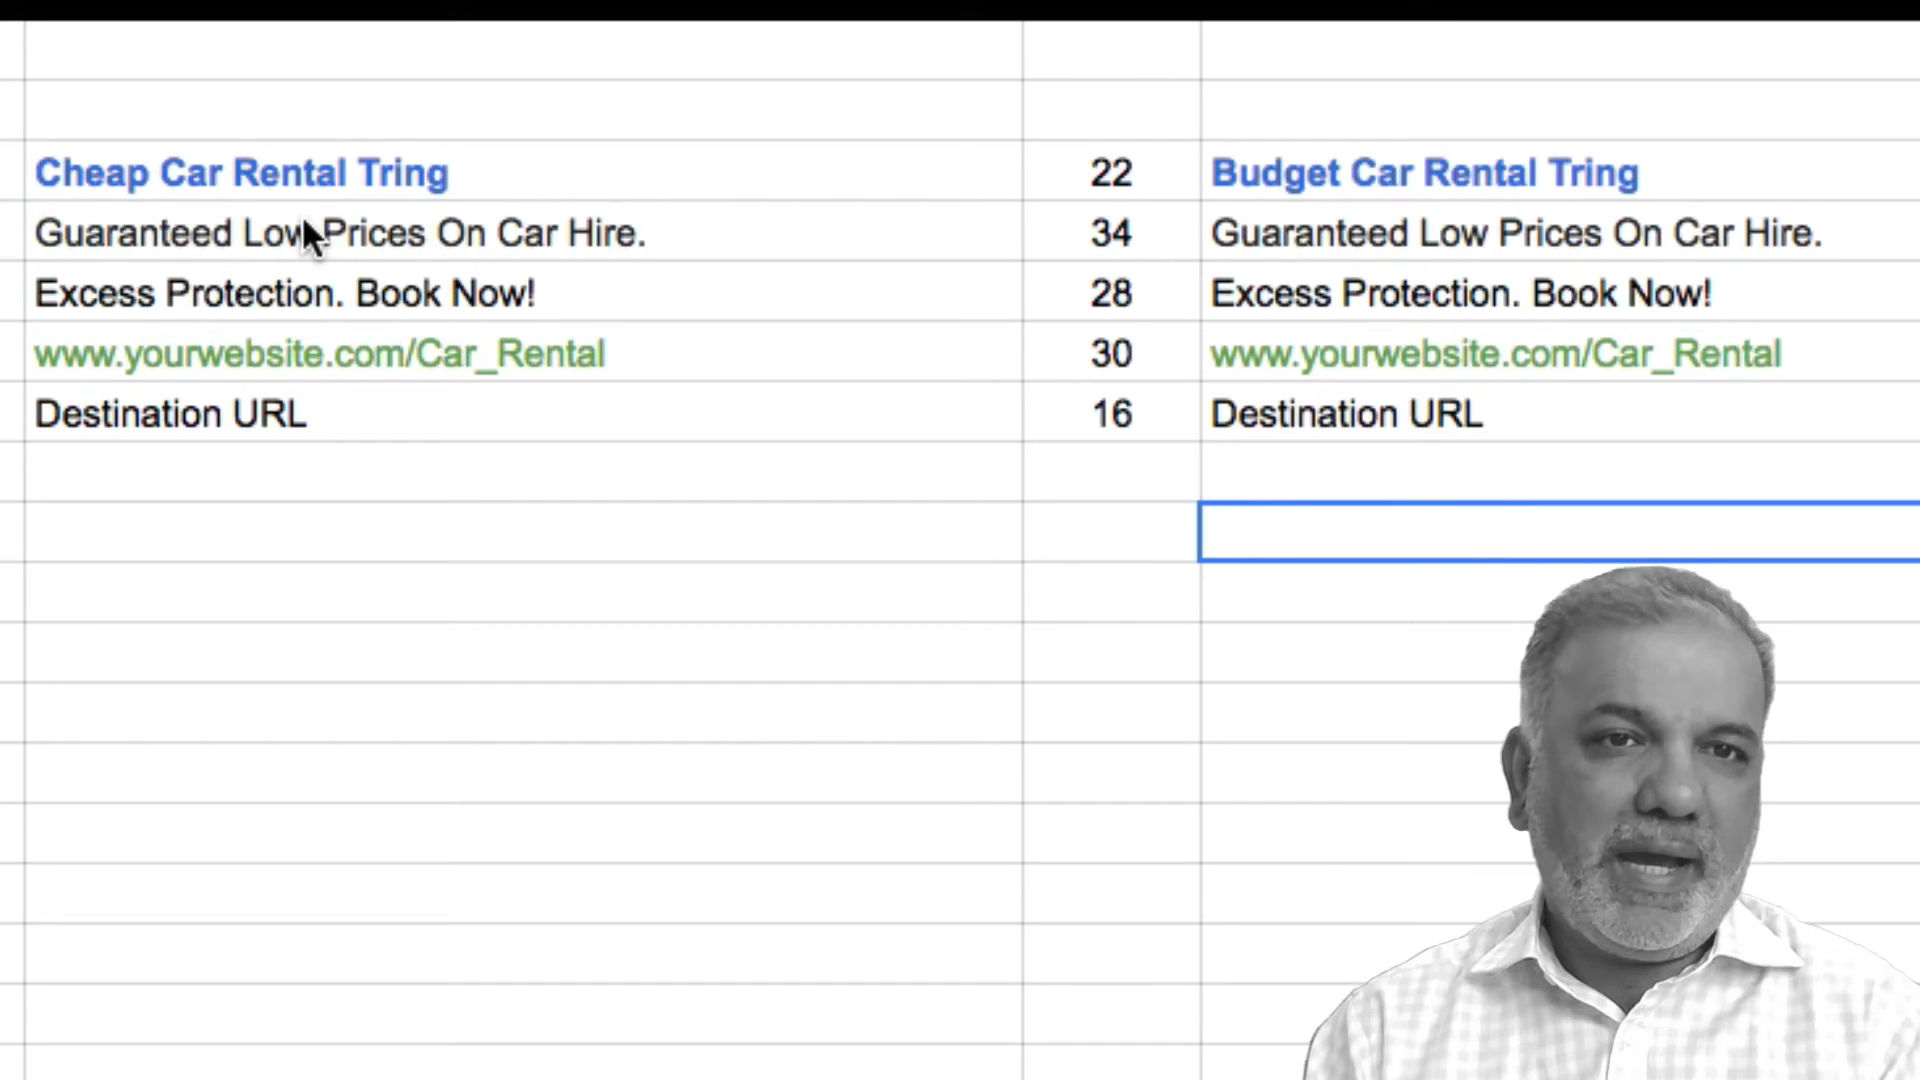 Cheap Car Rental Tring 22 Budget Car Rental Tring
Guaranteed Low Prices On Car Hire. 34 Guaranteed Low Prices On Car Hire.
Excess Protection. Book Now! 28 Excess Protection. Book Now!
www.yourwebsite.com/Car_Rental 30 www.yourwebsite.com/Car_Rental
Destination URL 16 Destination URL